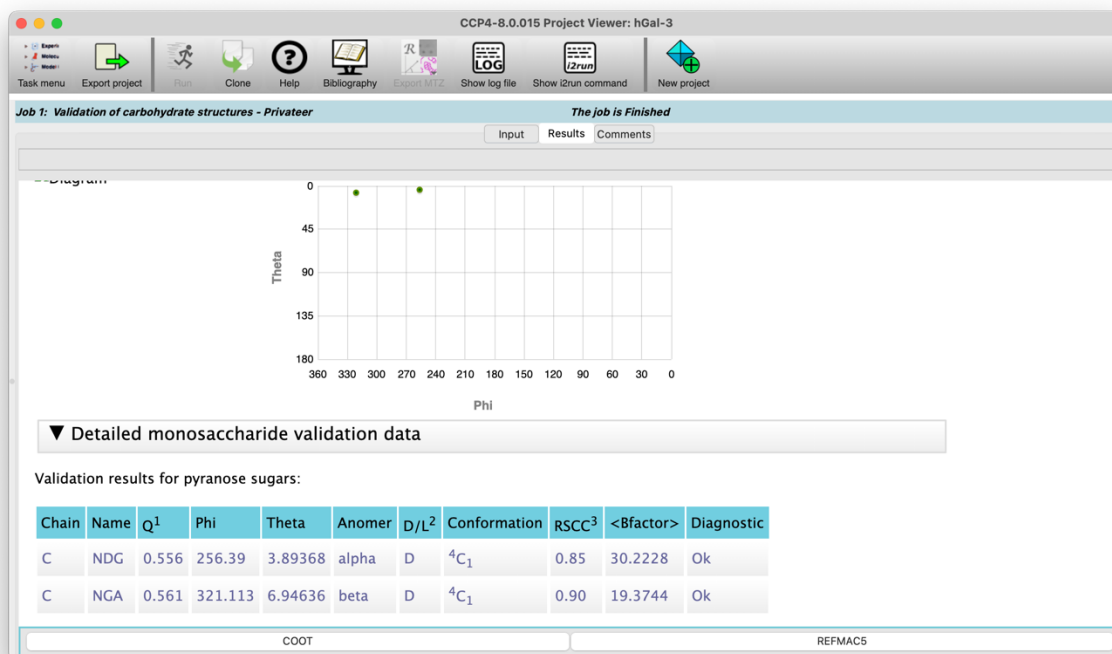 CCP4-8.0.015 Project Viewer: hGal-3
Task menu Export project Run Clone Help Bibliography Export MTZ Show log file Show i2run command New project
Job 1: Validation of carbohydrate structures - Privateer The job is Finished
Input Results Comments
Diagram
0
45
90
135
180
Theta
360 330 300 270 240 210 180 150 120 90 60 30 0
Phi
▼ Detailed monosaccharide validation data
Validation results for pyranose sugars:
Chain Name Q1 Phi Theta Anomer D/L2 Conformation RSCC3 <Bfactor> Diagnostic
C NDG 0.556 256.39 3.89368 alpha D 4C1 0.85 30.2228 Ok
C NGA 0.561 321.113 6.94636 beta D 4C1 0.90 19.3744 Ok
COOT REFMAC5